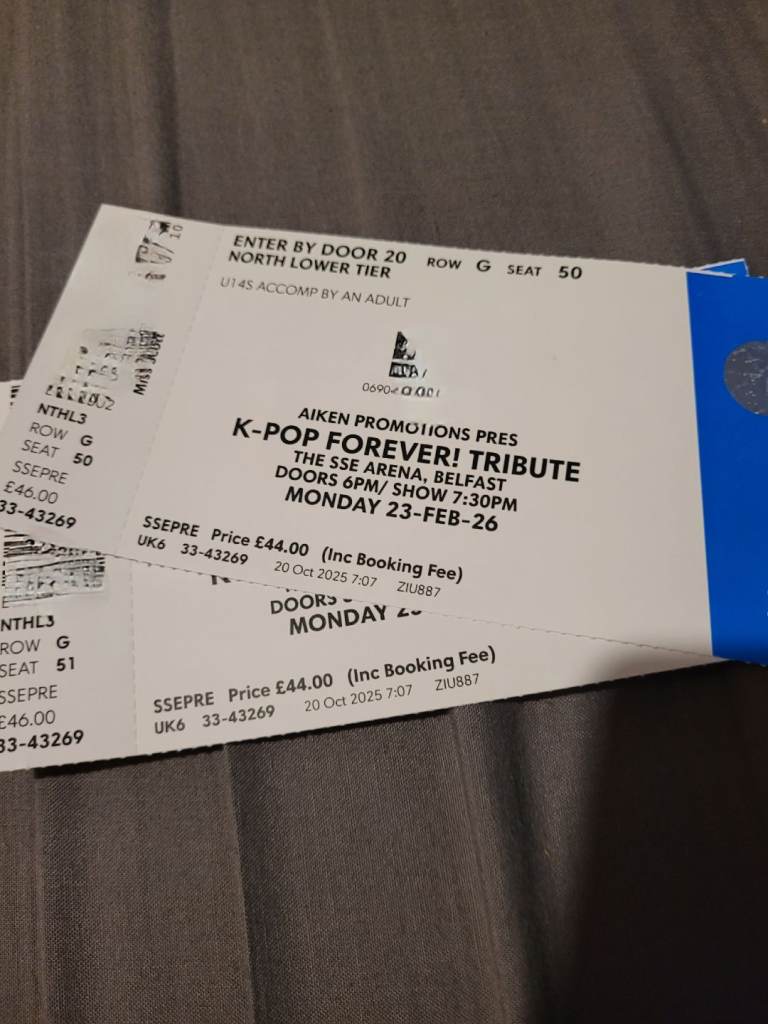 ENTER BY DOOR 20 ROW G SEAT 50
NORTH LOWER TIER
U14S ACCOMP BY AN ADULT
AIKEN PROMOTIONS PRES
K-POP FOREVER! TRIBUTE
THE SSE ARENA, BELFAST
DOORS 6PM/ SHOW 7:30PM
MONDAY 23-FEB-26
SSEPRE Price £44.00 (Inc Booking Fee)
UK6 33-43269 20 Oct 2025 7:07 ZIU887
NTHL3
ROW G
SEAT 50
SSEPRE
£46.00
33-43269
DOORS
MONDAY
SSEPRE Price £44.00 (Inc Booking Fee)
UK6 33-43269 20 Oct 2025 7:07 ZIU887
NTHL3
ROW G
SEAT 51
SSEPRE
£46.00
33-43269